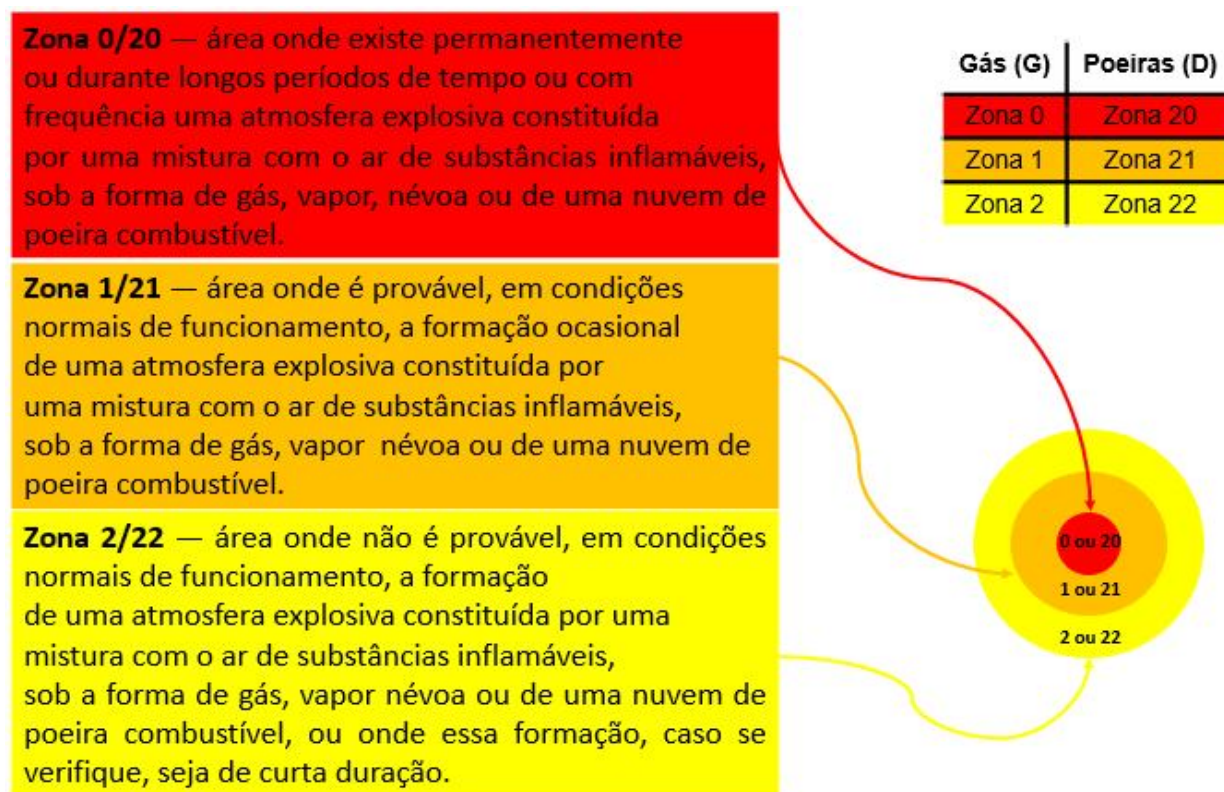 Zona 0/20 — área onde existe permanentemente
ou durante longos períodos de tempo ou com
frequência uma atmosfera explosiva constituída
por uma mistura com o ar de substâncias inflamáveis,
sob a forma de gás, vapor, névoa ou de uma nuvem de
poeira combustível.
Zona 1/21 — área onde é provável, em condições
normais de funcionamento, a formação ocasional
de uma atmosfera explosiva constituída por
uma mistura com o ar de substâncias inflamáveis,
sob a forma de gás, vapor névoa ou de uma nuvem de
poeira combustível.
Zona 2/22 — área onde não é provável, em condições
normais de funcionamento, a formação
de uma atmosfera explosiva constituída por uma
mistura com o ar de substâncias inflamáveis,
sob a forma de gás, vapor névoa ou de uma nuvem de
poeira combustível, ou onde essa formação, caso se
verifique, seja de curta duração.
Gás (G) Poeiras (D)
Zona 0 Zona 20
Zona 1 Zona 21
Zona 2 Zona 22
0 ou 20
1 ou 21
2 ou 22